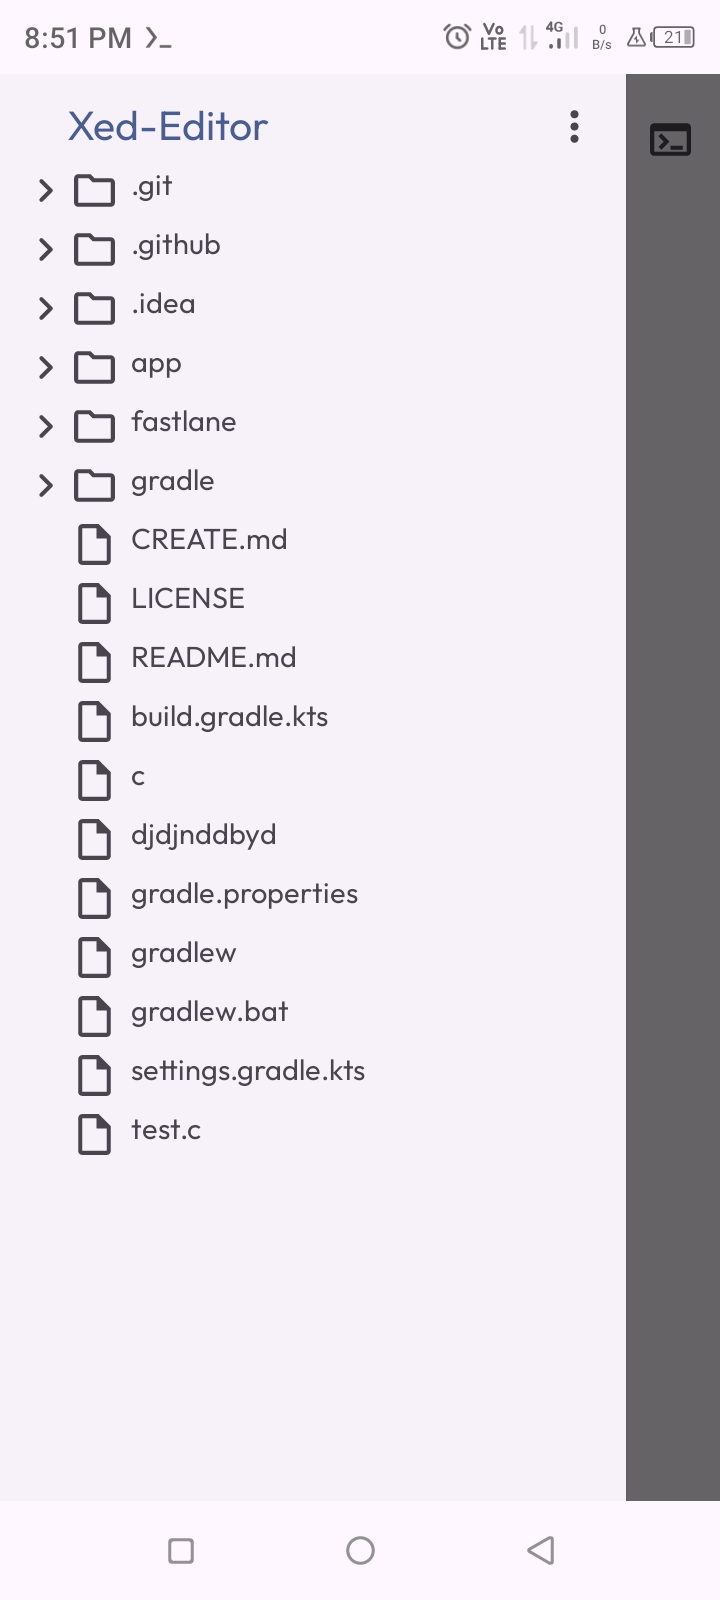 8:51 PM
Vo LTE 4G 0 B/s 21
Xed-Editor
.git
.github
.idea
app
fastlane
gradle
CREATE.md
LICENSE
README.md
build.gradle.kts
c
djdjnddbyd
gradle.properties
gradlew
gradlew.bat
settings.gradle.kts
test.c